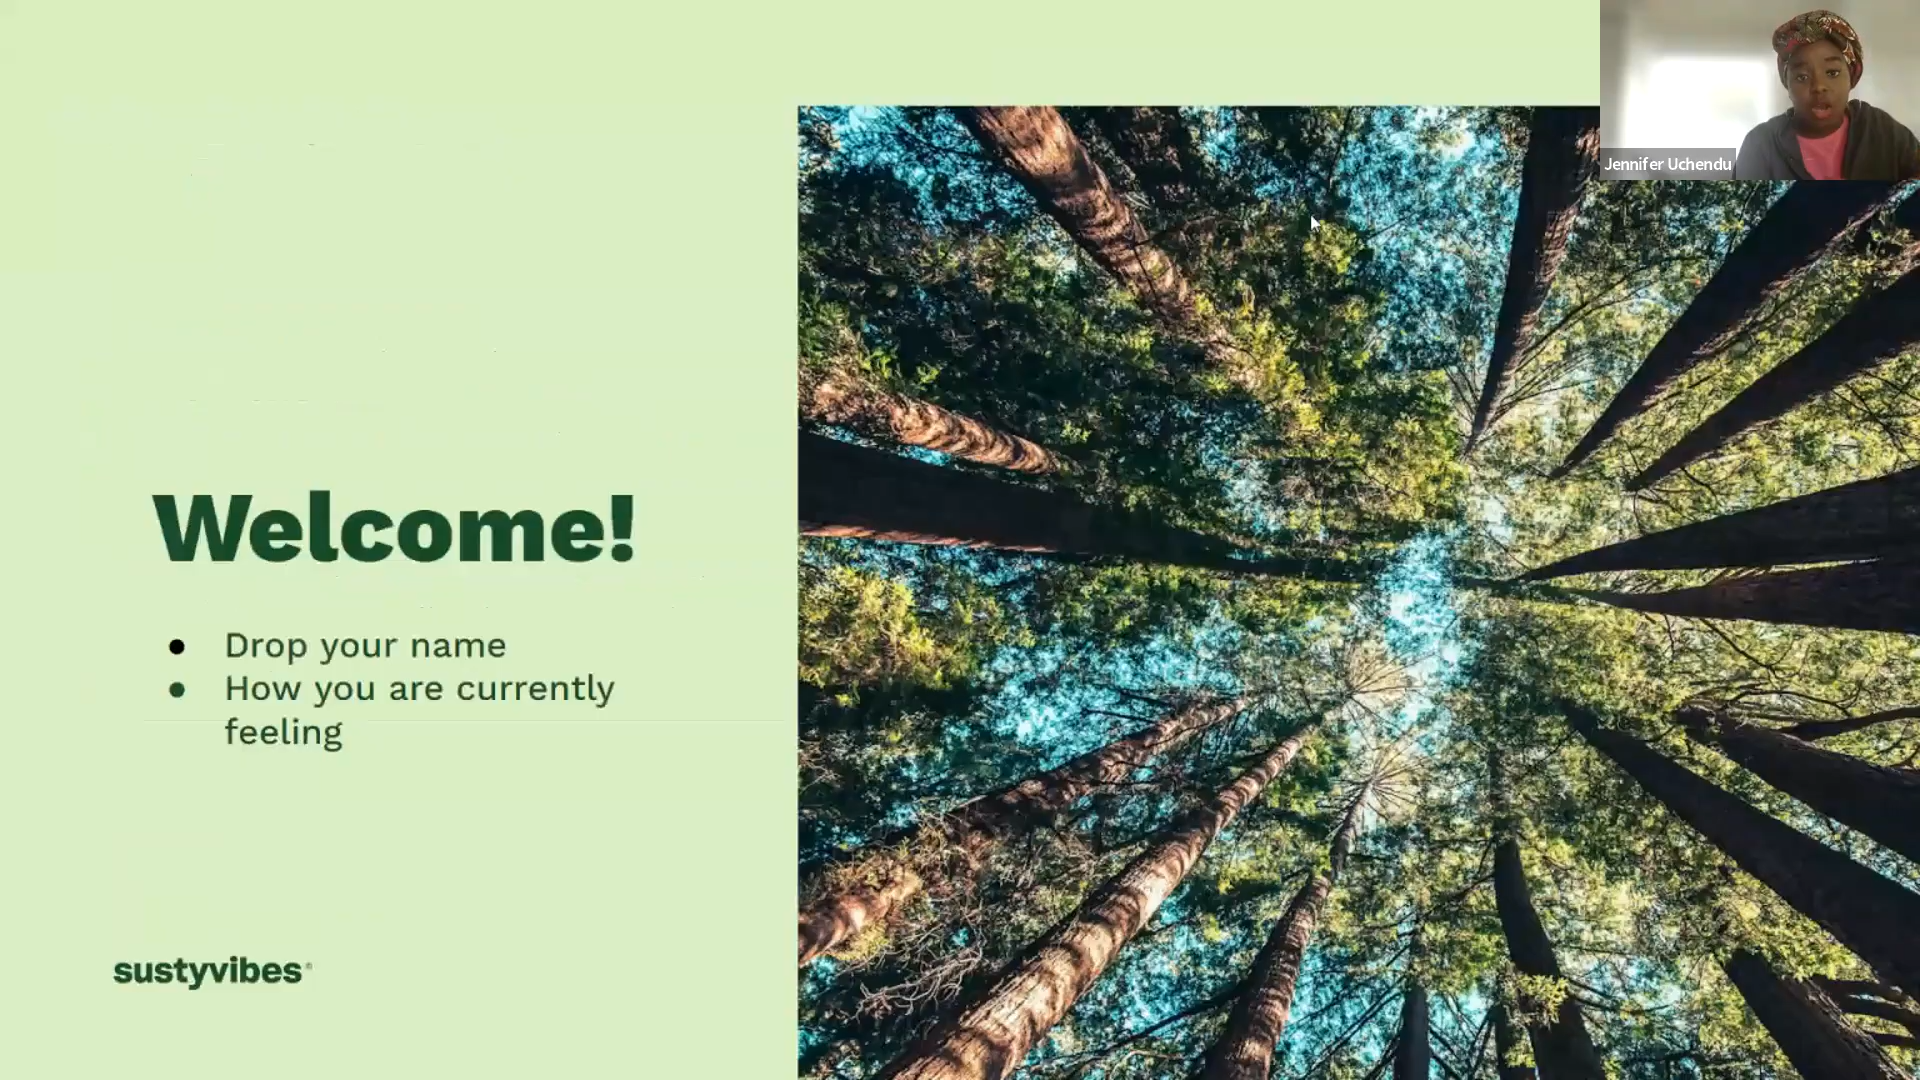 Jennifer Uchendu
Welcome!
● Drop your name
● How you are currently
feeling
sustyvibes®